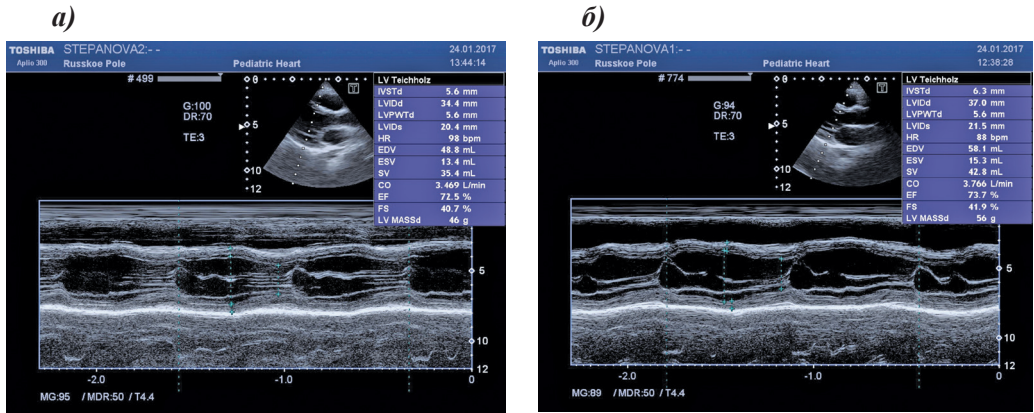 а)
TOSHIBA STEPANOVA2:- - 24.01.2017
Aplio 300 Russkoe Pole Pediatric Heart 13:44:14
#499
0
T
G:100
DR:70
TE:3
5
10
12
LV Teichholz
IVSTd 5.6 mm
LVIDd 34.4 mm
LVPWTd 5.6 mm
LVIDs 20.4 mm
HR 98 bpm
EDV 48.8 mL
ESV 13.4 mL
SV 35.4 mL
CO 3.469 L/min
EF 72.5 %
FS 40.7 %
LV MASSd 46 g
5
10
12
-2.0 -1.0 0
MG:95 /MDR:50 /T4.4
б)
TOSHIBA STEPANOVA1:- - 24.01.2017
Aplio 300 Russkoe Pole Pediatric Heart 12:38:28
#774
0
T
G:94
DR:70
TE:3
5
10
12
LV Teichholz
IVSTd 6.3 mm
LVIDd 37.0 mm
LVPWTd 5.6 mm
LVIDs 21.5 mm
HR 88 bpm
EDV 58.1 mL
ESV 15.3 mL
SV 42.8 mL
CO 3.766 L/min
EF 73.7 %
FS 41.9 %
LV MASSd 56 g
5
10
12
-2.0 -1.0 0
MG:89 /MDR:50 /T4.4